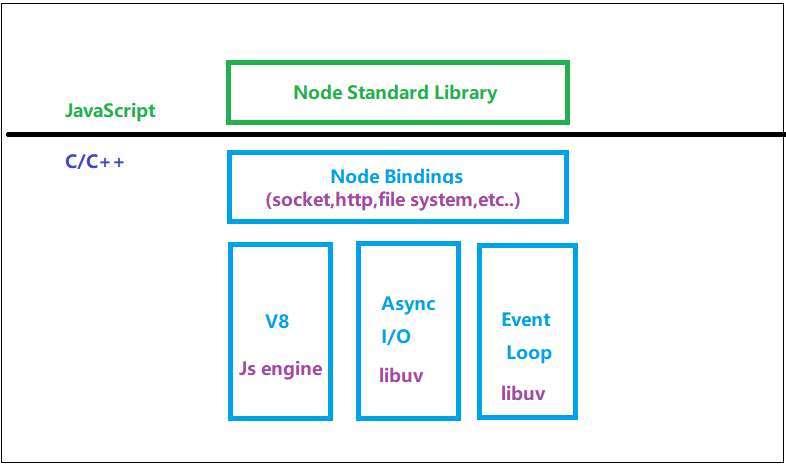 Node Standard Library
JavaScript
C/C++
Node Bindings
(socket,http,file system,etc..)
V8
Js engine
Async
I/O
libuv
Event
Loop
libuv